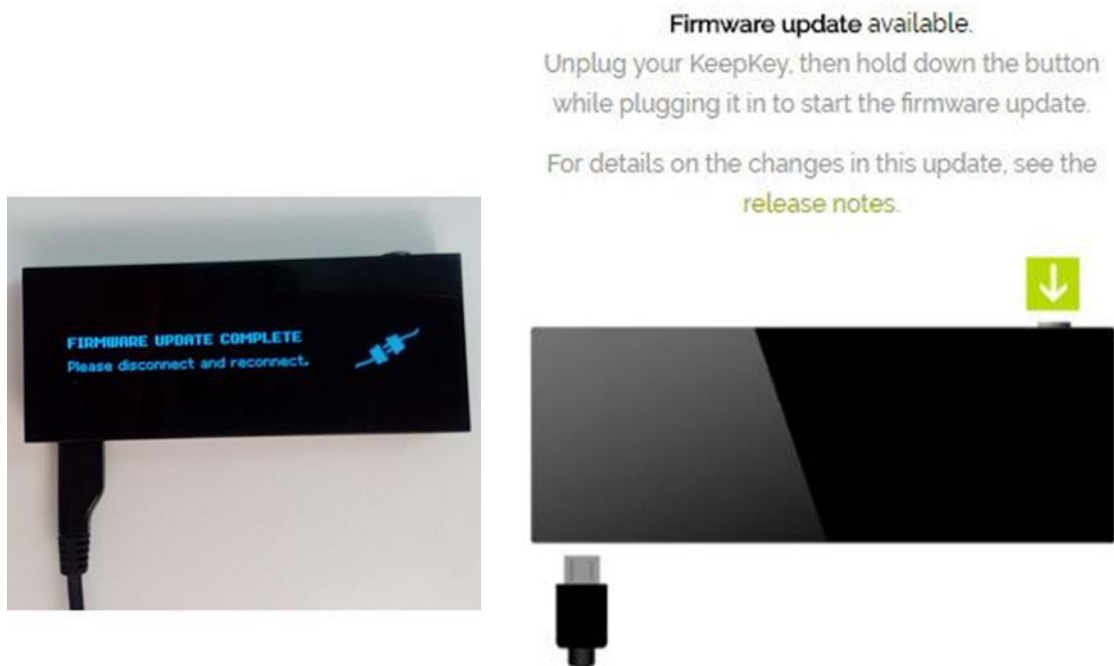 FIRMWARE UPDATE COMPLETE
Please disconnect and reconnect.
Firmware update available.
Unplug your KeepKey, then hold down the button
while plugging it in to start the firmware update.
For details on the changes in this update, see the
release notes.